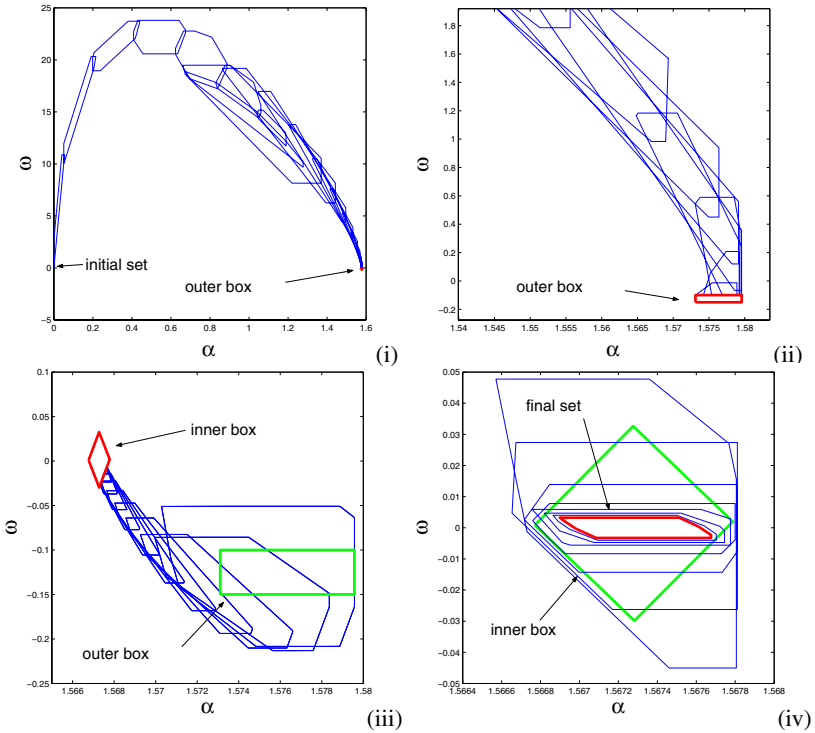 25
20
15
10
5
0
−5
ω
initial set
outer box
0 0.2 0.4 0.6 0.8 1 1.2 1.4 1.6
α
(i)
1.8
1.6
1.4
1.2
1
0.8
0.6
0.4
0.2
0
−0.2
ω
outer box
1.54 1.545 1.55 1.555 1.56 1.565 1.57 1.575 1.58
α
(ii)
0.1
0.05
0
−0.05
−0.1
−0.15
−0.2
−0.25
ω
inner box
outer box
1.566 1.568 1.57 1.572 1.574 1.576 1.578 1.58
α
(iii)
0.05
0.04
0.03
0.02
0.01
0
−0.01
−0.02
−0.03
−0.04
−0.05
ω
final set
inner box
1.5664 1.5666 1.5668 1.567 1.5672 1.5674 1.5676 1.5678 1.568
α
(iv)